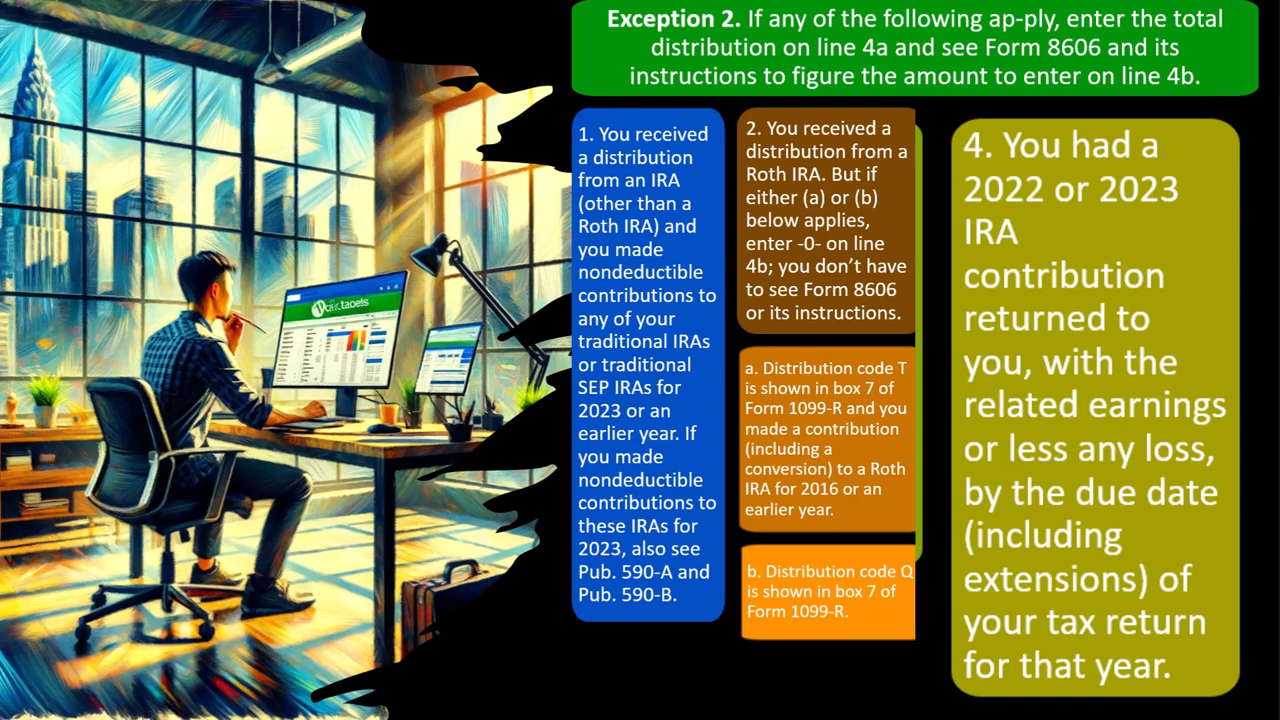 Exception 2. If any of the following ap-ply, enter the total
distribution on line 4a and see Form 8606 and its
instructions to figure the amount to enter on line 4b.
1. You received
a distribution
from an IRA
(other than a
Roth IRA) and
you made
nondeductible
contributions to
any of your
traditional IRAs
or traditional
SEP IRAs for
2023 or an
earlier year. If
you made
nondeductible
contributions to
these IRAs for
2023, also see
Pub. 590-A and
Pub. 590-B.
2. You received a
distribution from a
Roth IRA. But if
either (a) or (b)
below applies,
enter -0- on line
4b; you don’t have
to see Form 8606
or its instructions.
a. Distribution code T
is shown in box 7 of
Form 1099-R and you
made a contribution
(including a
conversion) to a Roth
IRA for 2016 or an
earlier year.
b. Distribution code Q
is shown in box 7 of
Form 1099-R.
4. You had a
2022 or 2023
IRA
contribution
returned to
you, with the
related earnings
or less any loss,
by the due date
(including
extensions) of
your tax return
for that year.